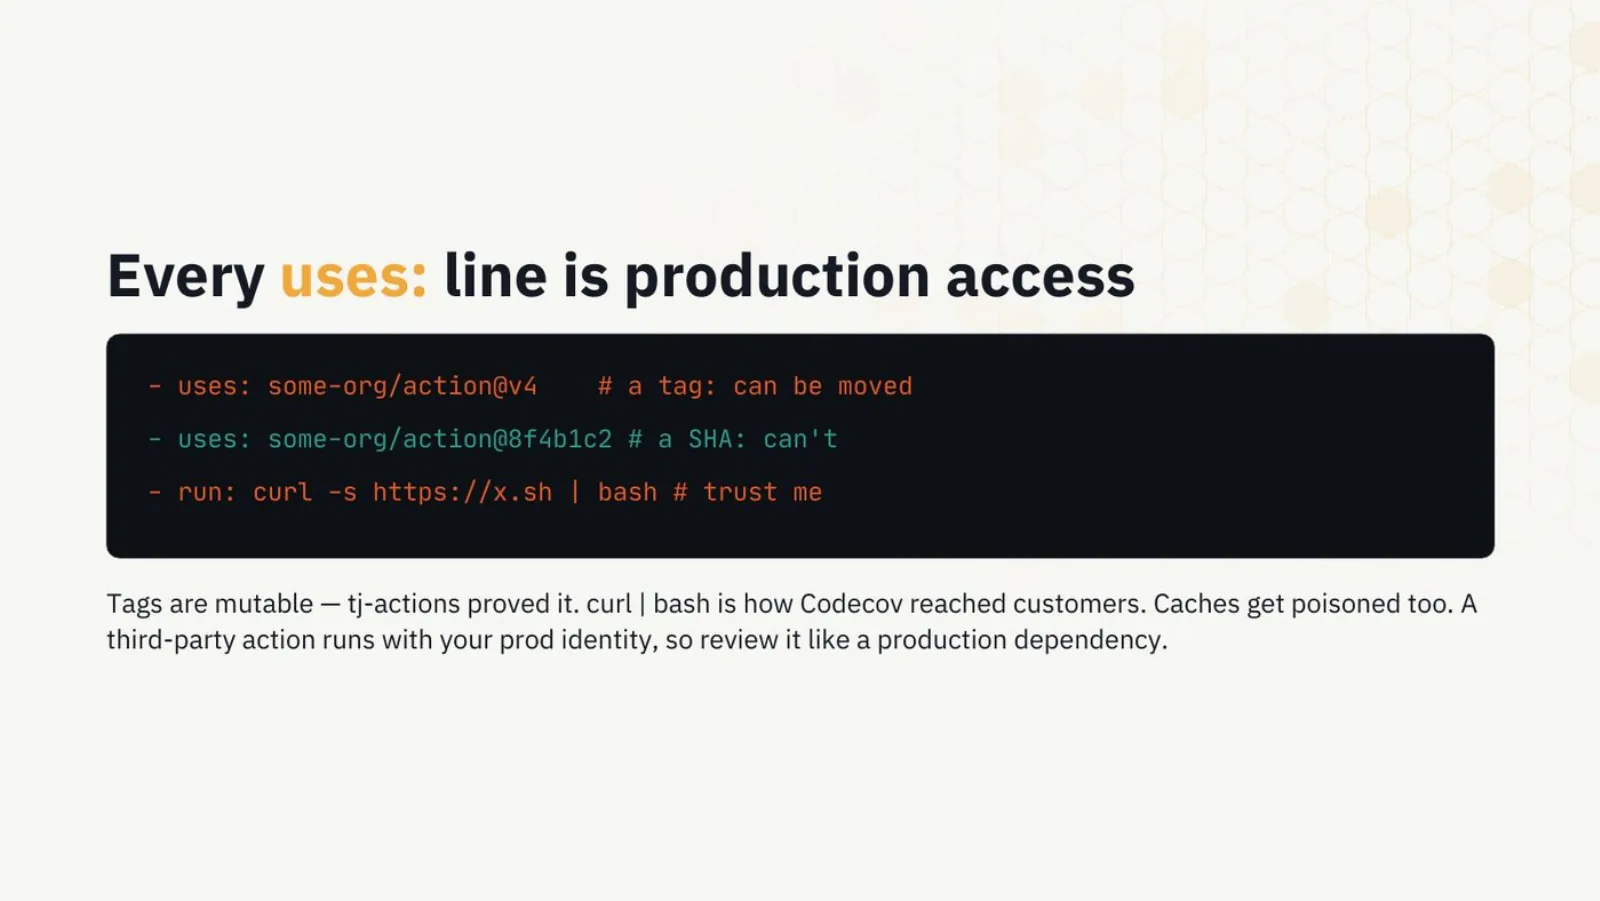 Every uses: line is production access
- uses: some-org/action@v4    # a tag: can be moved
- uses: some-org/action@8f4b1c2 # a SHA: can't
- run: curl -s https://x.sh | bash # trust me
Tags are mutable — tj-actions proved it. curl | bash is how Codecov reached customers. Caches get poisoned too. A
third-party action runs with your prod identity, so review it like a production dependency.